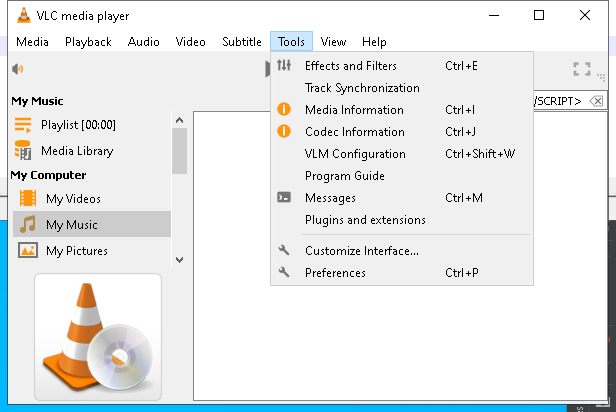 VLC media player
Media Playback Audio Video Subtitle Tools View Help
/SCRIPT>
My Music
Playlist [00:00]
Media Library
My Computer
My Videos
My Music
My Pictures
Effects and Filters Ctrl+E
Track Synchronization
Media Information Ctrl+I
Codec Information Ctrl+J
VLM Configuration Ctrl+Shift+W
Program Guide
Messages Ctrl+M
Plugins and extensions
Customize Interface...
Preferences Ctrl+P